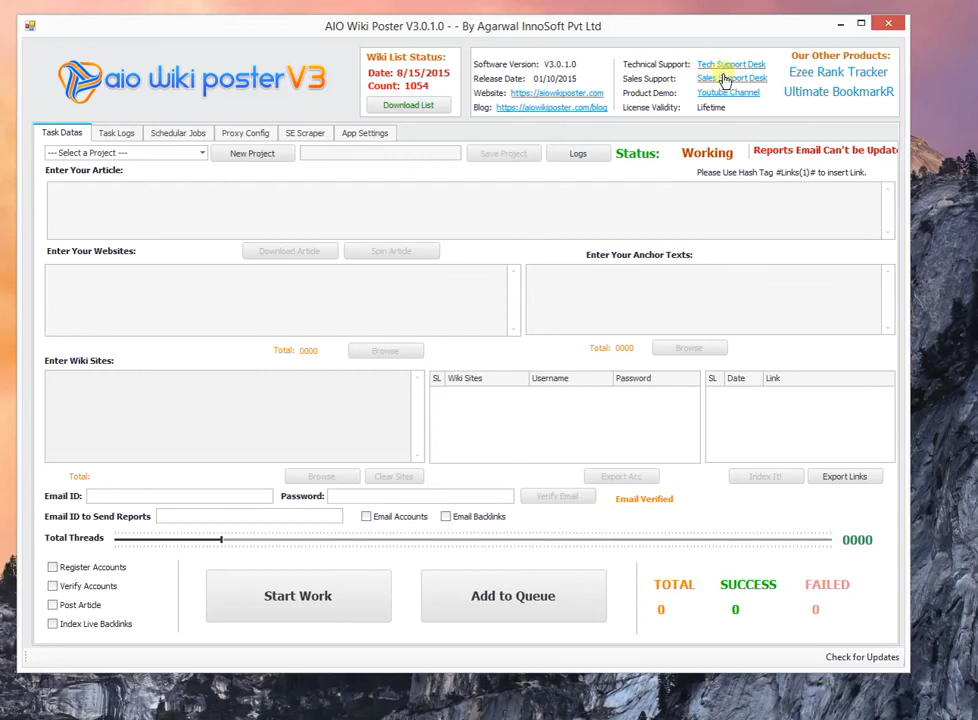 AIO Wiki Poster V3.0.1.0 - - By Agarwal InnoSoft Pvt Ltd
aio wiki poster V3
Wiki List Status:
Date: 8/15/2015
Count: 1054
Download List
Software Version: V3.0.1.0
Release Date: 01/10/2015
Website: https://aiowikiposter.com
Blog: https://aiowikiposter.com/blog
Technical Support: Tech Support Desk
Sales Support: Sales Support Desk
Product Demo: Youtube Channel
License Validity: Lifetime
Our Other Products:
Ezee Rank Tracker
Ultimate BookmarkR
Task Datas Task Logs Schedular Jobs Proxy Config SE Scraper App Settings
--- Select a Project --- New Project Save Project Logs Status: Working Reports Email Can't be Update
Enter Your Article: Please Use Hash Tag #Links(1)# to insert Link.
Enter Your Websites: Download Article Spin Article Enter Your Anchor Texts:
Total: 0000 Browse Total: 0000 Browse
Enter Wiki Sites:
SL Wiki Sites Username Password SL Date Link
Total: Browse Clear Sites Export Acc Index It! Export Links
Email ID: Password: Verify Email Email Verified
Email ID to Send Reports Email Accounts Email Backlinks
Total Threads 0000
Register Accounts
Verify Accounts
Post Article
Index Live Backlinks
Start Work Add to Queue
TOTAL SUCCESS FAILED
0 0 0
Check for Updates